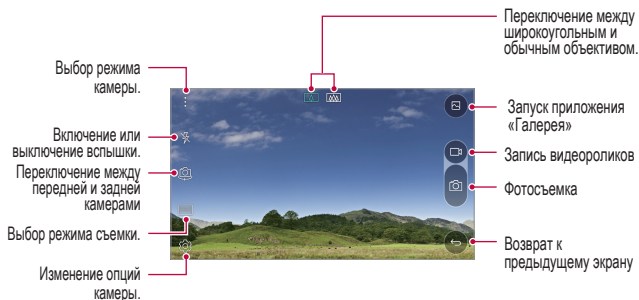 Переключение между
широкоугольным и
обычным объективом.
Выбор режима
камеры.
Включение или
выключение вспышки.
Переключение между
передней и задней
камерами
Выбор режима съемки.
Изменение опций
камеры.
Запуск приложения
«Галерея»
Запись видеороликов
Фотосъемка
Возврат к
предыдущему экрану